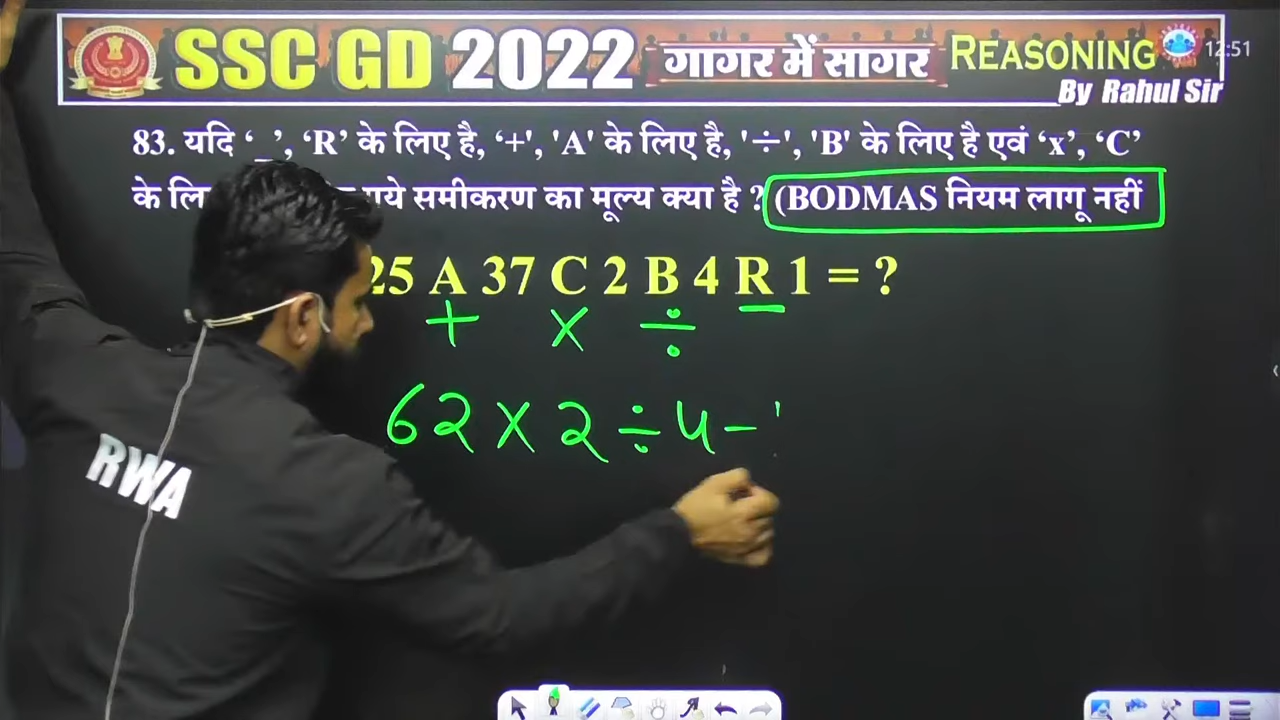 SSC GD 2022 गागर में सागर REASONING
12:51
By Rahul Sir
83. यदि ‘_’, ‘R’ के लिए है, ‘+', 'A' के लिए है, '÷', 'B' के लिए है एवं ‘x’, ‘C’
के लि गये समीकरण का मूल्य क्या है ? (BODMAS नियम लागू नहीं
25 A 37 C 2 B 4 R 1 = ?
+ × ÷ −
62 × 2 ÷ 4 −
RWA